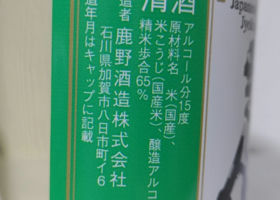 清酒
アルコール分15度
原材料名 米(国産)、
米こうじ(国産米)、醸造アルコ
精米歩合65%
造者 鹿野酒造株式会社
石川県加賀市八日市町イ6
造年月はキャップに記載
Japanese